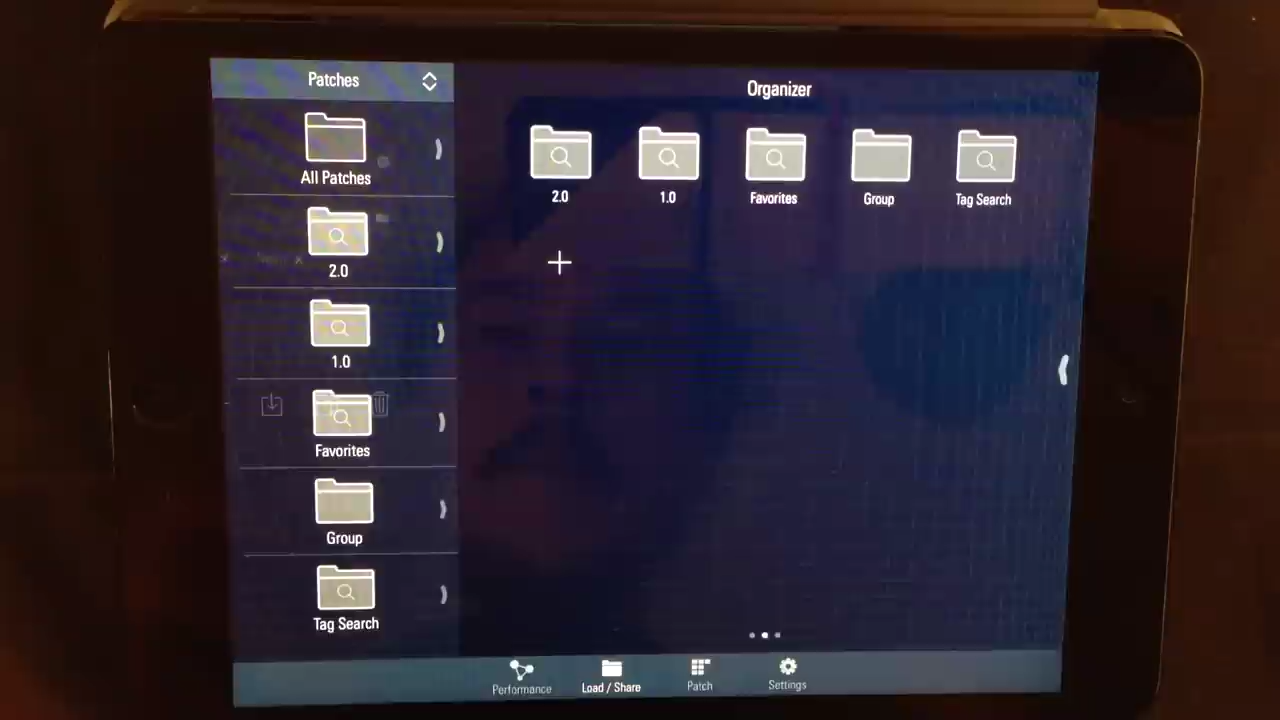 Patches
All Patches
2.0
1.0
Favorites
Group
Tag Search
Organizer
2.0
1.0
Favorites
Group
Tag Search
Performance
Load / Share
Patch
Settings